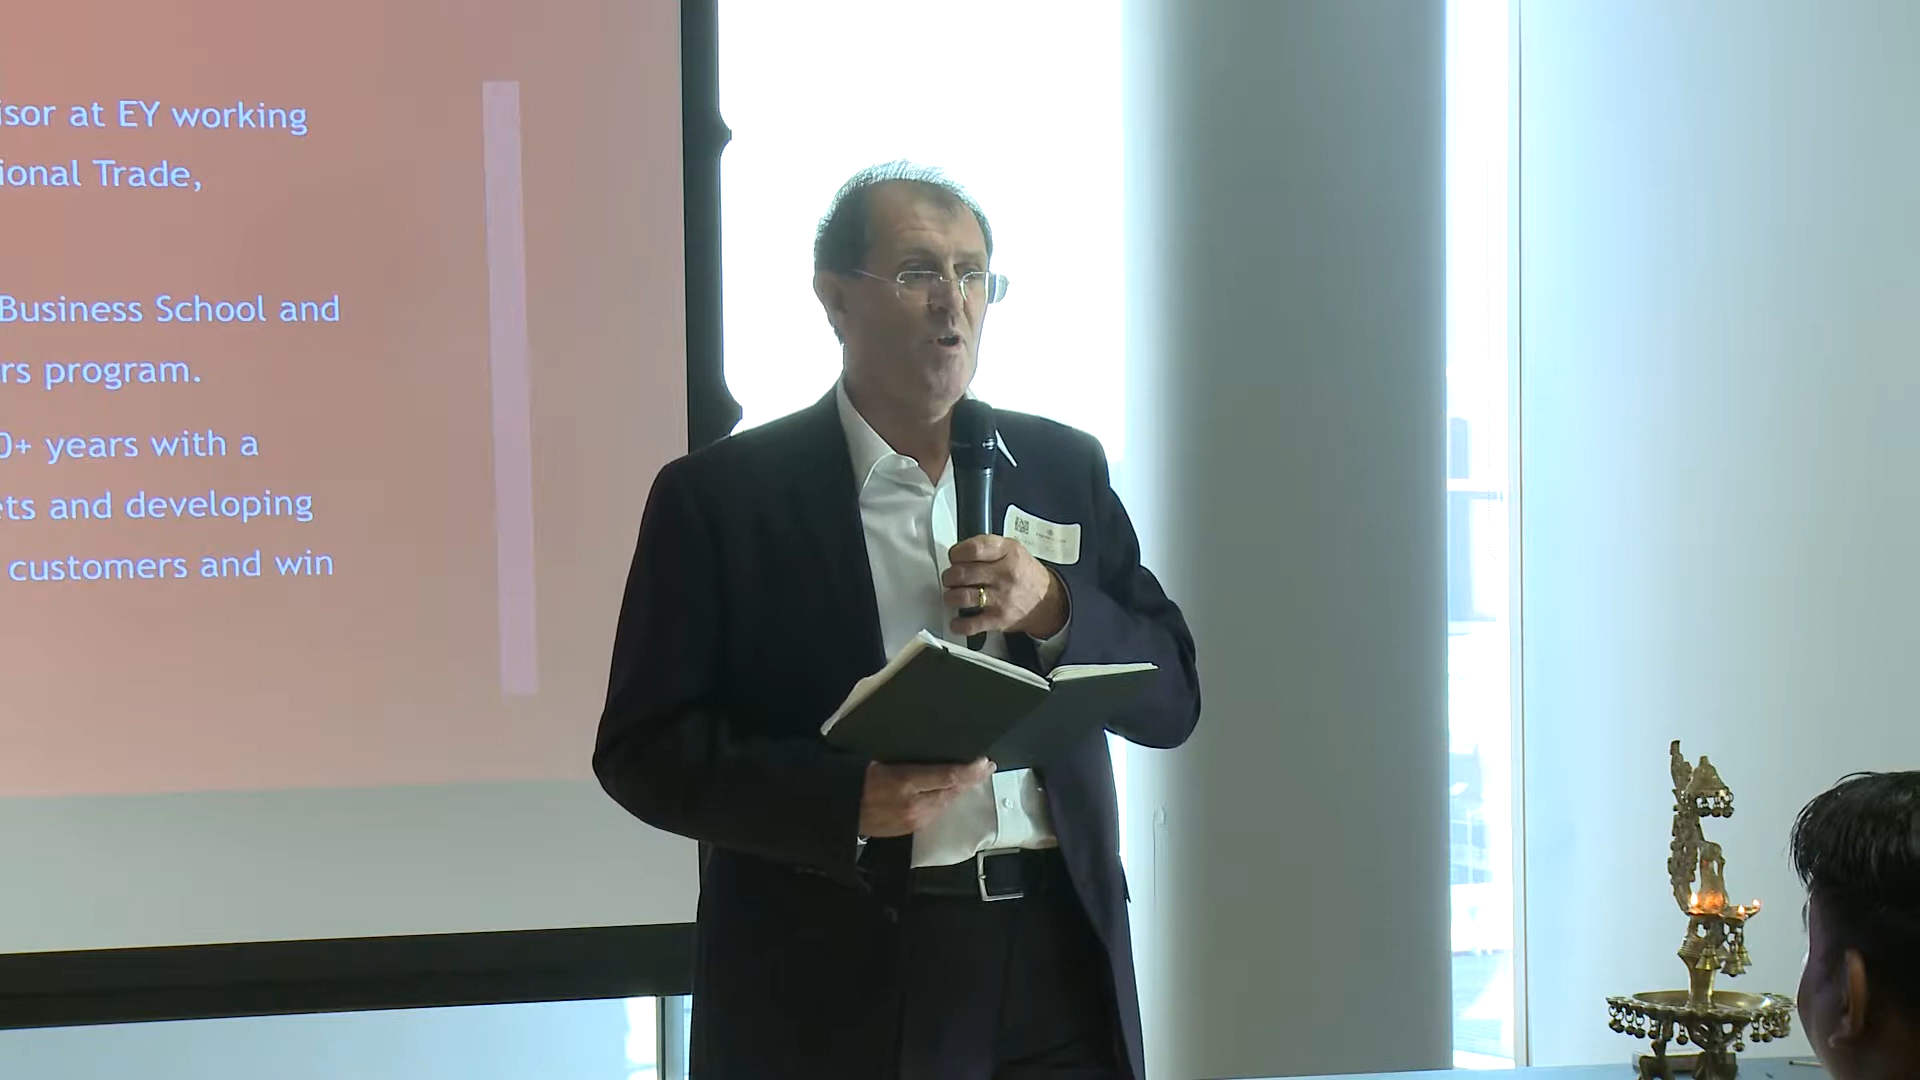 isor at EY working
ional Trade,
Business School and
rs program.
0+ years with a
ets and developing
customers and win